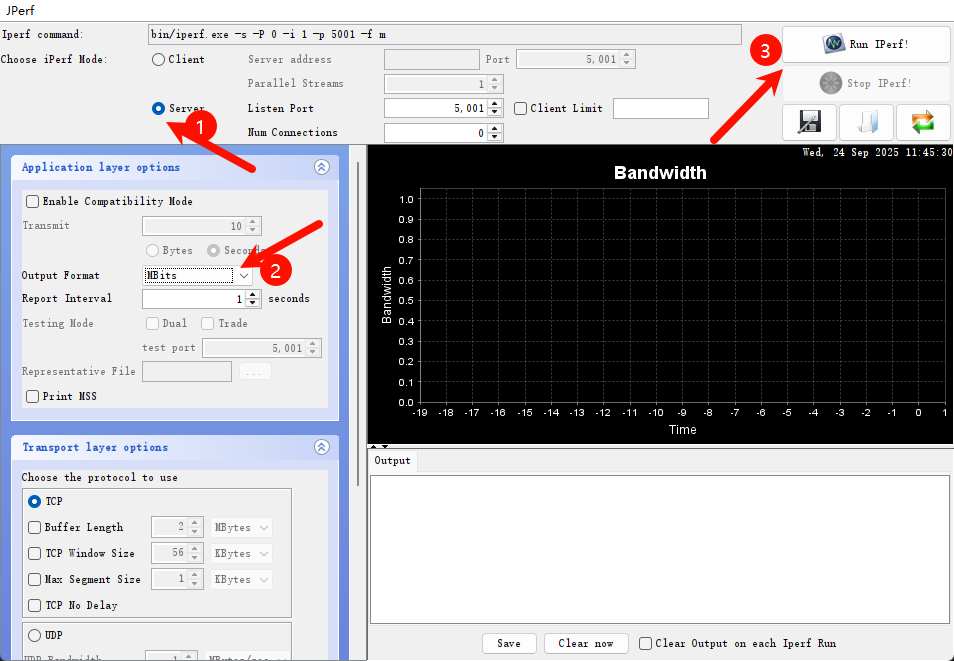 JPerf
Iperf command: bin/iperf.exe -s -P 0 -i 1 -p 5001 -f m
Choose iPerf Mode: Client Server address Port 5,001
Parallel Streams 1
Server Listen Port 5,001 Client Limit
Num Connections 0
1
3
Run IPerf!
Stop IPerf!
Application layer options
Enable Compatibility Mode
Transmit 10
Bytes Seconds
Output Format MBits
2
Report Interval 1 seconds
Testing Mode Dual Trade
test port 5,001
Representative File ...
Print MSS
Transport layer options
Choose the protocol to use
TCP
Buffer Length 2 MBytes
TCP Window Size 56 KBytes
Max Segment Size 1 KBytes
TCP No Delay
UDP
UDP Bandwidth 1 MBytes/sec
Wed, 24 Sep 2025 11:45:30
Bandwidth
Bandwidth
1.0
0.9
0.8
0.7
0.6
0.5
0.4
0.3
0.2
0.1
0.0
-19 -18 -17 -16 -15 -14 -13 -12 -11 -10 -9 -8 -7 -6 -5 -4 -3 -2 -1 0 1
Time
Output
Save Clear now Clear Output on each Iperf Run